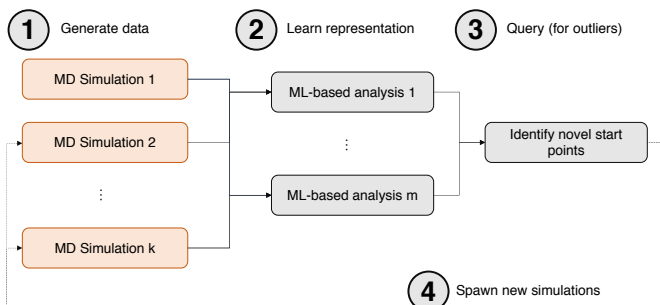 1 Generate data
2 Learn representation
3 Query (for outliers)
MD Simulation 1
ML-based analysis 1
MD Simulation 2
⋮
Identify novel start
points
⋮
ML-based analysis m
MD Simulation k
4 Spawn new simulations